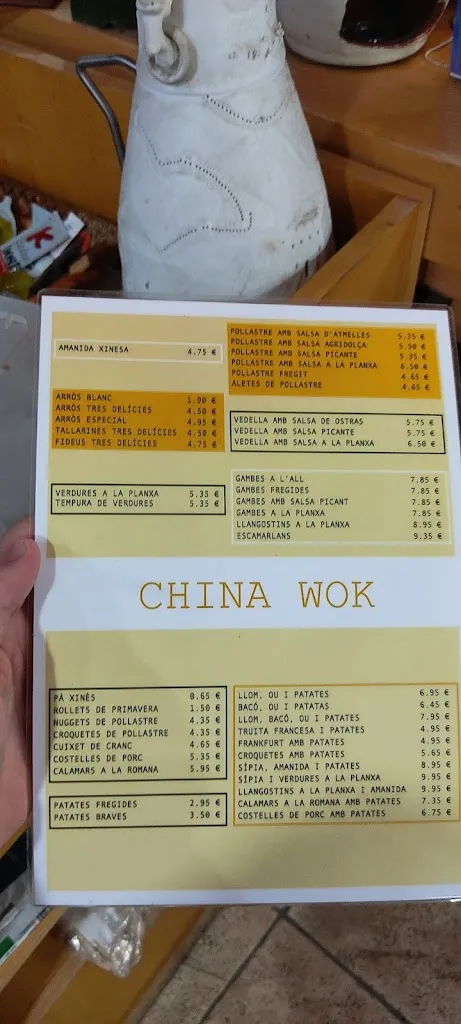 AMANIDA XINESA 4.75 €
ARRÒS BLANC 1.90 €
ARRÒS TRES DELÍCIES 4.50 €
ARRÒS ESPECIAL 4.95 €
TALLARINES TRES DELÍCIES 4.50 €
FIDEUS TRES DELÍCIES 4.75 €
VERDURES A LA PLANXA 5.35 €
TEMPURA DE VERDURES 5.35 €
POLLASTRE AMB SALSA D'ATMELLES 5.35 €
POLLASTRE AMB SALSA AGRIDOLÇA 5.50 €
POLLASTRE AMB SALSA PICANTE 5.35 €
POLLASTRE AMB SALSA A LA PLANXA 6.50 €
POLLASTRE FREGIT 4.65 €
ALETES DE POLLASTRE 4.65 €
VEDELLA AMB SALSA DE OSTRAS 5.75 €
VEDELLA AMB SALSA PICANTE 5.75 €
VEDELLA AMB SALSA A LA PLANXA 6.50 €
GAMBES A L'ALL 7.85 €
GAMBES FREGIDES 7.85 €
GAMBES AMB SALSA PICANT 7.85 €
GAMBES A LA PLANXA 7.85 €
LLANGOSTINS A LA PLANXA 8.95 €
ESCAMARLANS 9.35 €
CHINA WOK
PÀ XINÈS 0.65 €
ROLLETS DE PRIMAVERA 1.50 €
NUGGETS DE POLLASTRE 4.35 €
CROQUETES DE POLLASTRE 4.35 €
CUIXET DE CRANC 4.65 €
COSTELLES DE PORC 5.35 €
CALAMARS A LA ROMANA 5.95 €
PATATES FREGIDES 2.95 €
PATATES BRAVES 3.50 €
LLOM, OU I PATATES 6.95 €
BACÓ, OU I PATATAS 6.45 €
LLOM, BACÓ, OU I PATATES 7.95 €
TRUITA FRANCESA I PATATES 4.95 €
FRANKFURT AMB PATATES 4.95 €
CROQUETES AMB PATATES 5.65 €
SÍPIA, AMANIDA I PATATES 8.95 €
SÍPIA I VERDURES A LA PLANXA 9.95 €
LLANGOSTINS A LA PLANXA I AMANIDA 9.95 €
CALAMARS A LA ROMANA AMB PATATES 7.35 €
COSTELLES DE PORC AMB PATATES 6.75 €